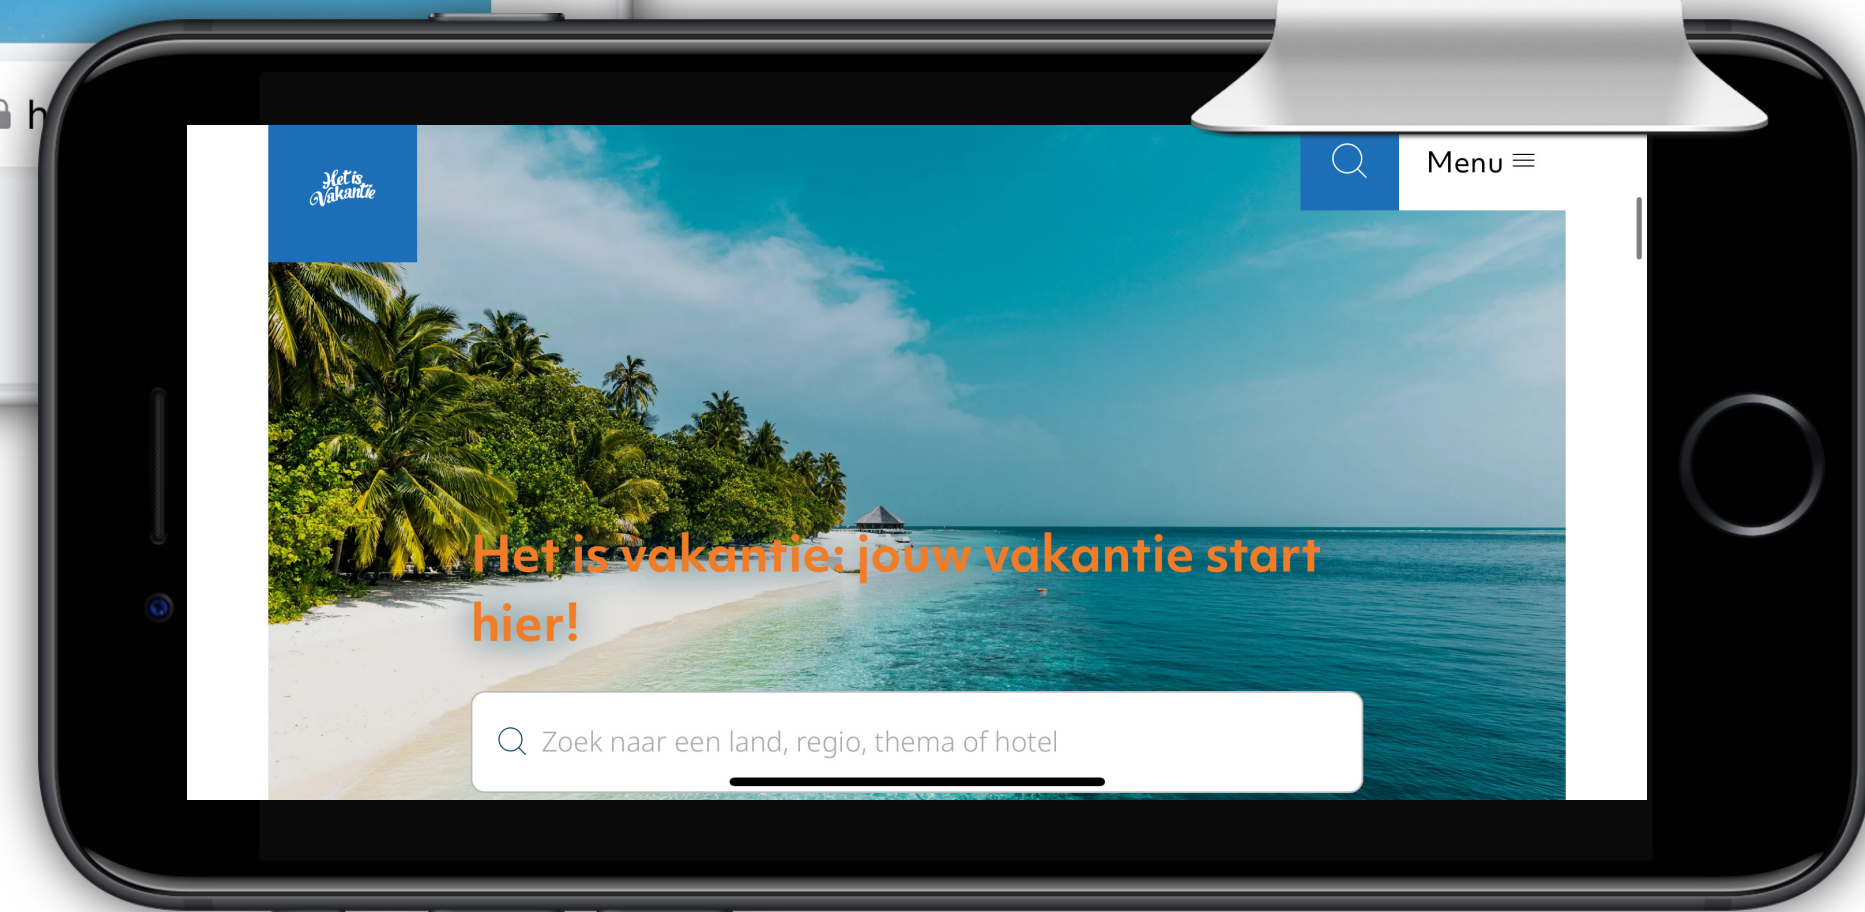 h
Het is
Vakantie
Menu
Het is vakantie: jouw vakantie start
hier!
Zoek naar een land, regio, thema of hotel